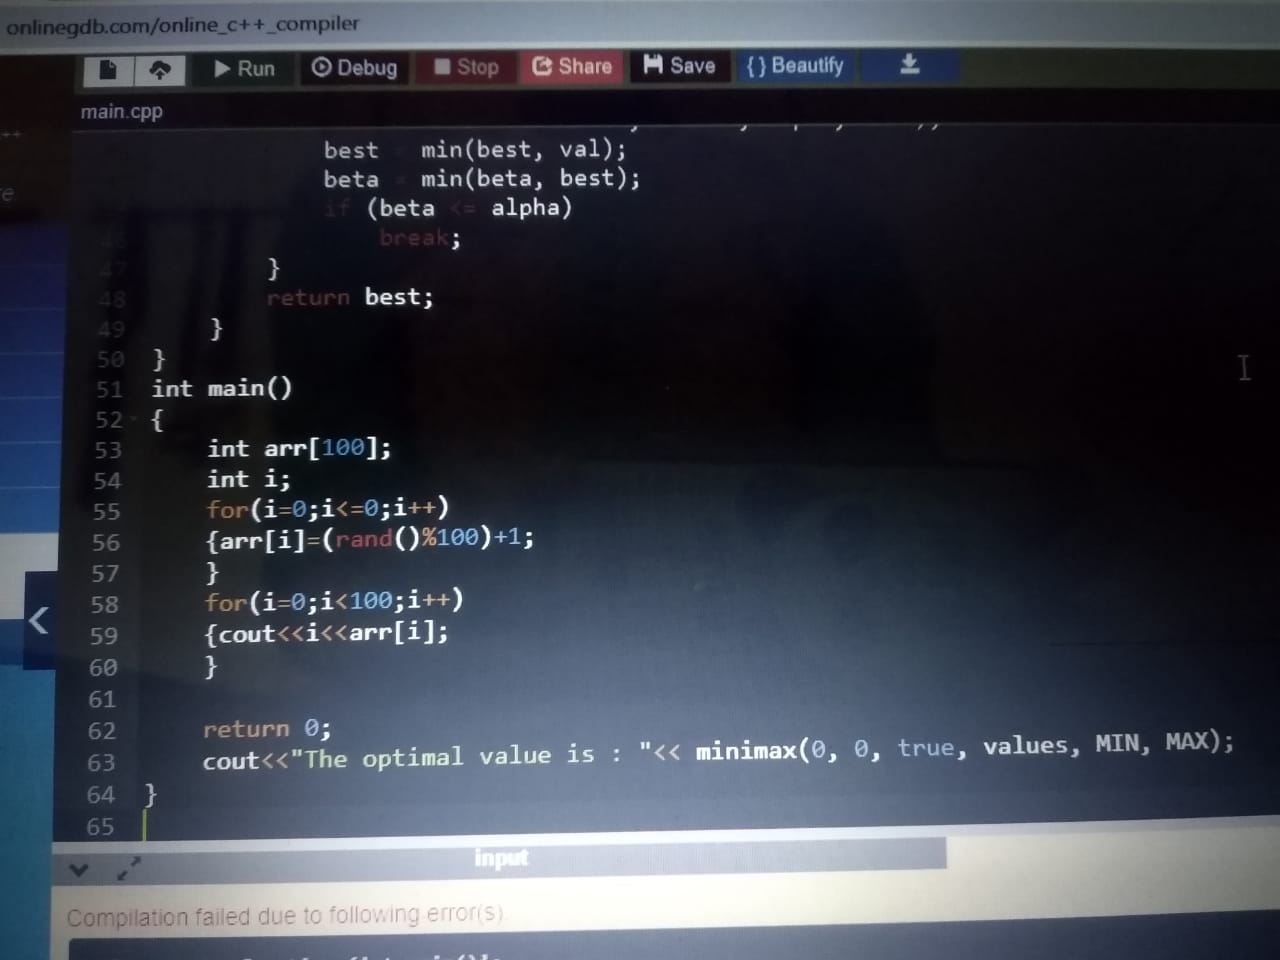 onlinegdb.com/online_c++_compiler
Run Debug Stop Share Save {} Beautify
main.cpp
++
e
best = min(best, val);
beta = min(beta, best);
if (beta <= alpha)
46 break;
47 }
48 return best;
49 }
50 }
51 int main()
52 {
53 int arr[100];
54 int i;
55 for(i=0;i<=0;i++)
56 {arr[i]=(rand()%100)+1;
57 }
58 for(i=0;i<100;i++)
59 {cout<<i<<arr[i];
60 }
61
62 return 0;
63 cout<<"The optimal value is : "<< minimax(0, 0, true, values, MIN, MAX);
64 }
65
input
Compilation failed due to following error(s).